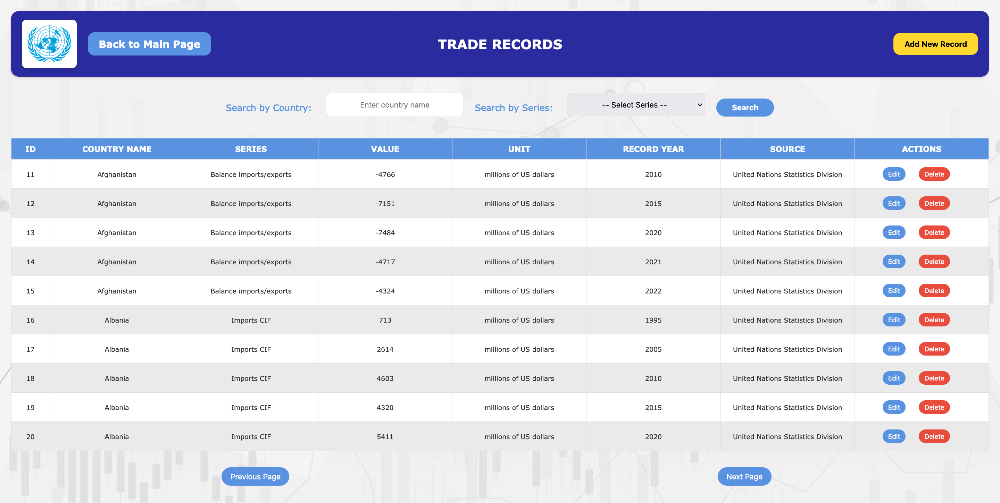 Back to Main Page
TRADE RECORDS
Add New Record
Search by Country: Enter country name Search by Series: -- Select Series -- Search
ID COUNTRY NAME SERIES VALUE UNIT RECORD YEAR SOURCE ACTIONS
11 Afghanistan Balance imports/exports -4766 millions of US dollars 2010 United Nations Statistics Division Edit Delete
12 Afghanistan Balance imports/exports -7151 millions of US dollars 2015 United Nations Statistics Division Edit Delete
13 Afghanistan Balance imports/exports -7484 millions of US dollars 2020 United Nations Statistics Division Edit Delete
14 Afghanistan Balance imports/exports -4717 millions of US dollars 2021 United Nations Statistics Division Edit Delete
15 Afghanistan Balance imports/exports -4324 millions of US dollars 2022 United Nations Statistics Division Edit Delete
16 Albania Imports CIF 713 millions of US dollars 1995 United Nations Statistics Division Edit Delete
17 Albania Imports CIF 2614 millions of US dollars 2005 United Nations Statistics Division Edit Delete
18 Albania Imports CIF 4603 millions of US dollars 2010 United Nations Statistics Division Edit Delete
19 Albania Imports CIF 4320 millions of US dollars 2015 United Nations Statistics Division Edit Delete
20 Albania Imports CIF 5411 millions of US dollars 2020 United Nations Statistics Division Edit Delete
Previous Page Next Page